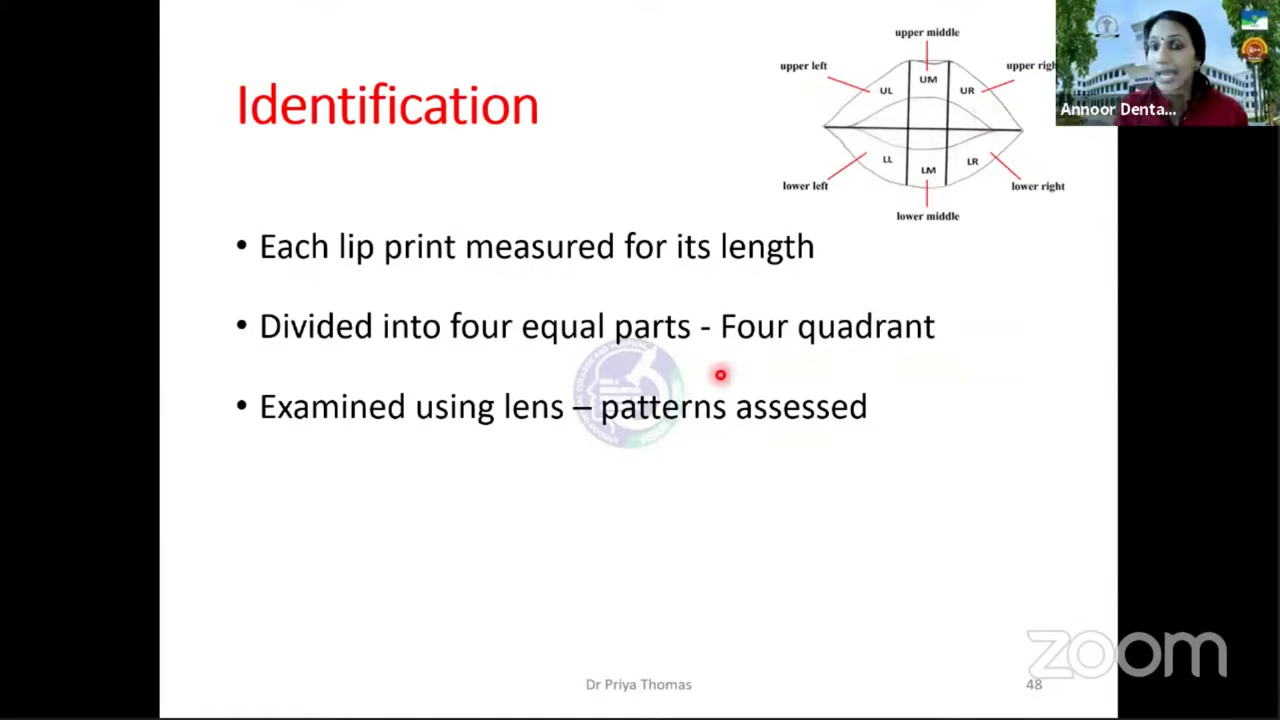 upper middle
upper left
upper righ
Identification
UL
UM
UR
Annoor Denta...
LL
LM
LR
lower left
lower right
lower middle
• Each lip print measured for its length
• Divided into four equal parts - Four quadrant
• Examined using lens – patterns assessed
zoom
Dr Priya Thomas
48